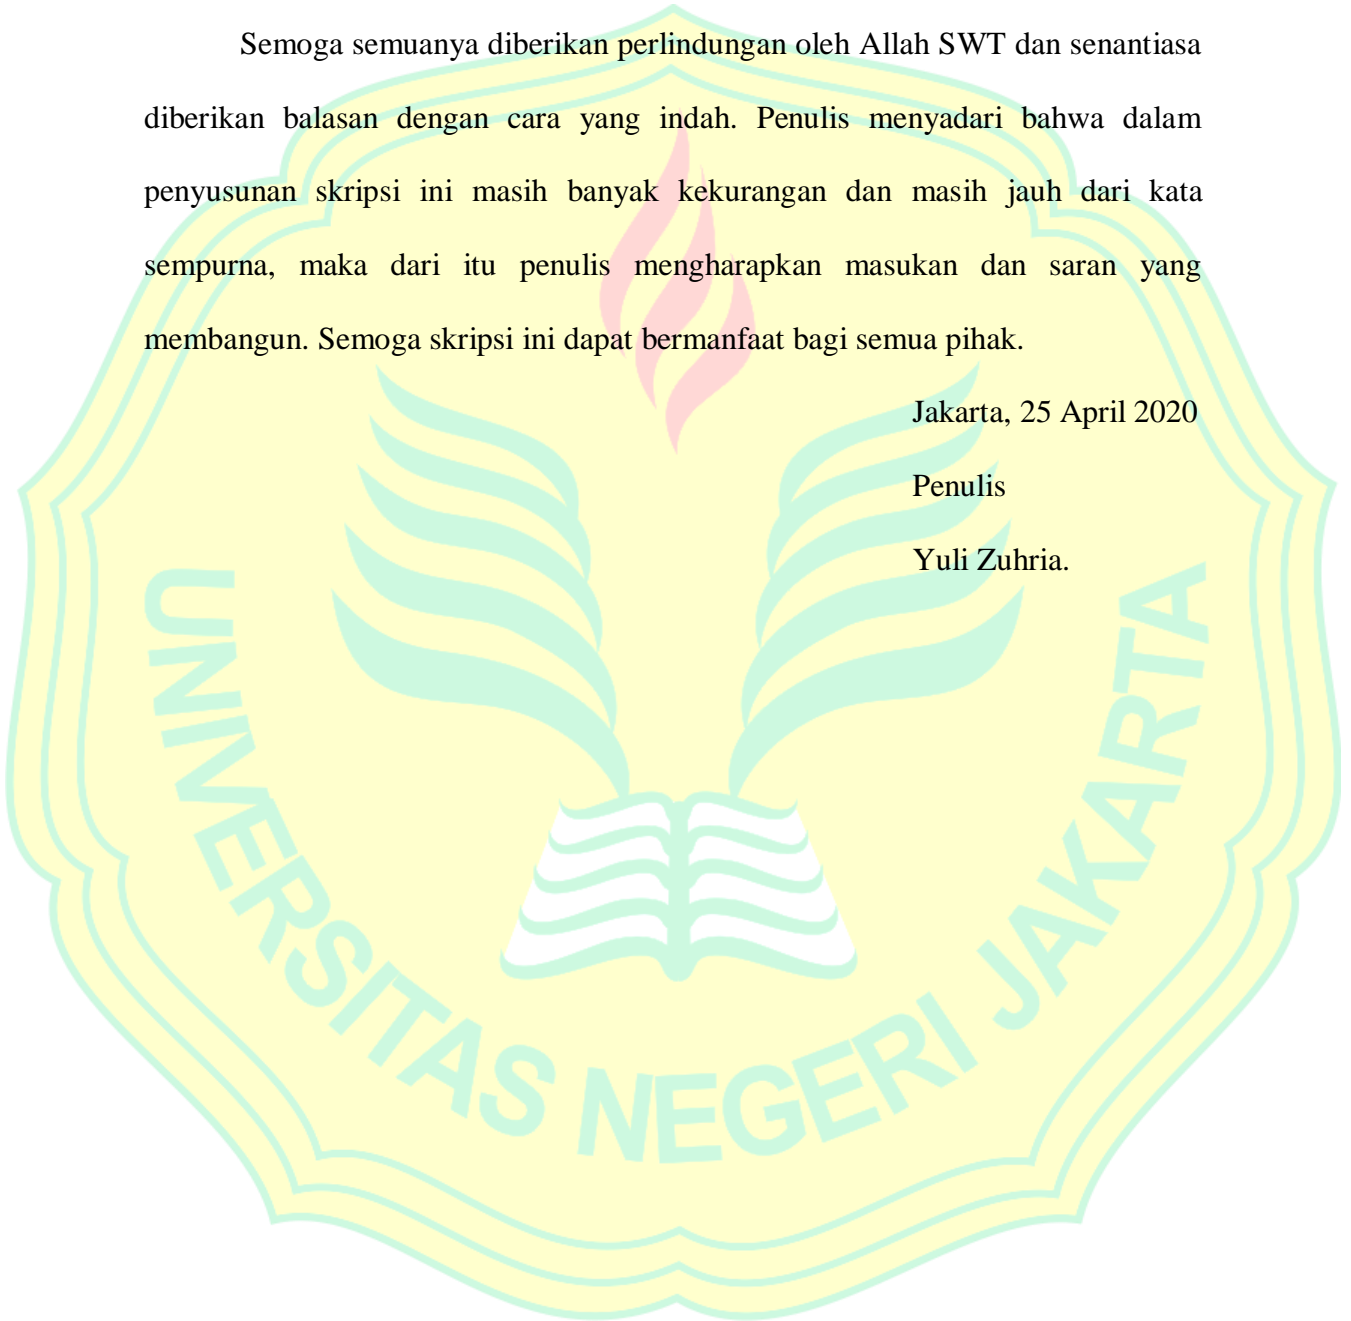 Semoga semuanya diberikan perlindungan oleh Allah SWT dan senantiasa
diberikan balasan dengan cara yang indah. Penulis menyadari bahwa dalam
penyusunan skripsi ini masih banyak kekurangan dan masih jauh dari kata
sempurna, maka dari itu penulis mengharapkan masukan dan saran yang
membangun. Semoga skripsi ini dapat bermanfaat bagi semua pihak.
Jakarta, 25 April 2020
Penulis
Yuli Zuhria.
UNIVERSITAS NEGERI JAKARTA